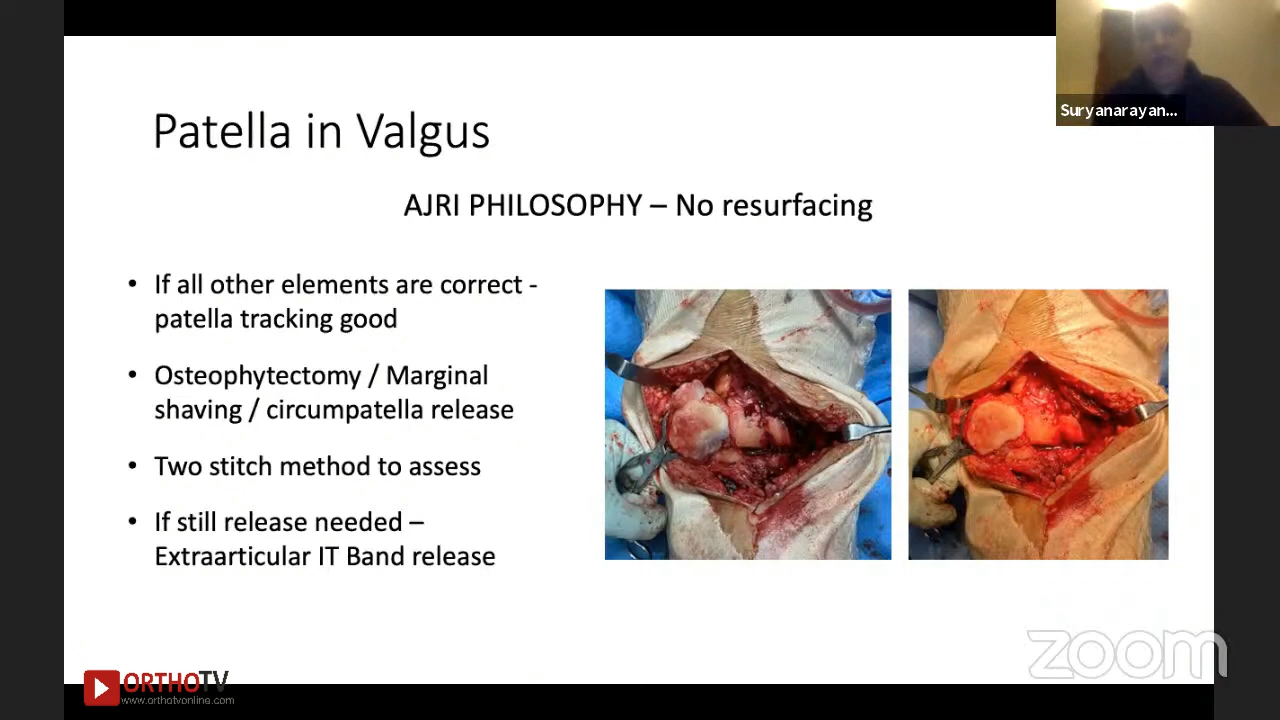 Suryanarayan...
Patella in Valgus
AJRI PHILOSOPHY – No resurfacing
• If all other elements are correct -
patella tracking good
• Osteophytectomy / Marginal
shaving / circumpatella release
• Two stitch method to assess
• If still release needed –
Extraarticular IT Band release
zoom
ORTHOTV
www.orthotvonline.com